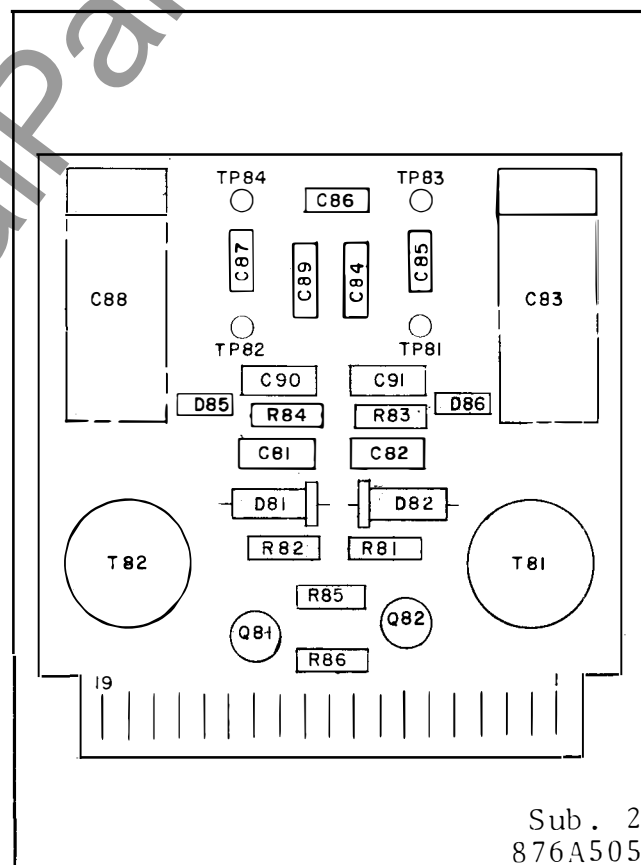 TP84 TP83
C86
C87 C85
C89 C84
C88 C83
TP82 TP81
C90 C91
D85 D86
R84 R83
C81 C82
D81 D82
R82 R81
T82 T81
R85
Q81 Q82
R86
19 1
Sub. 2
876A505